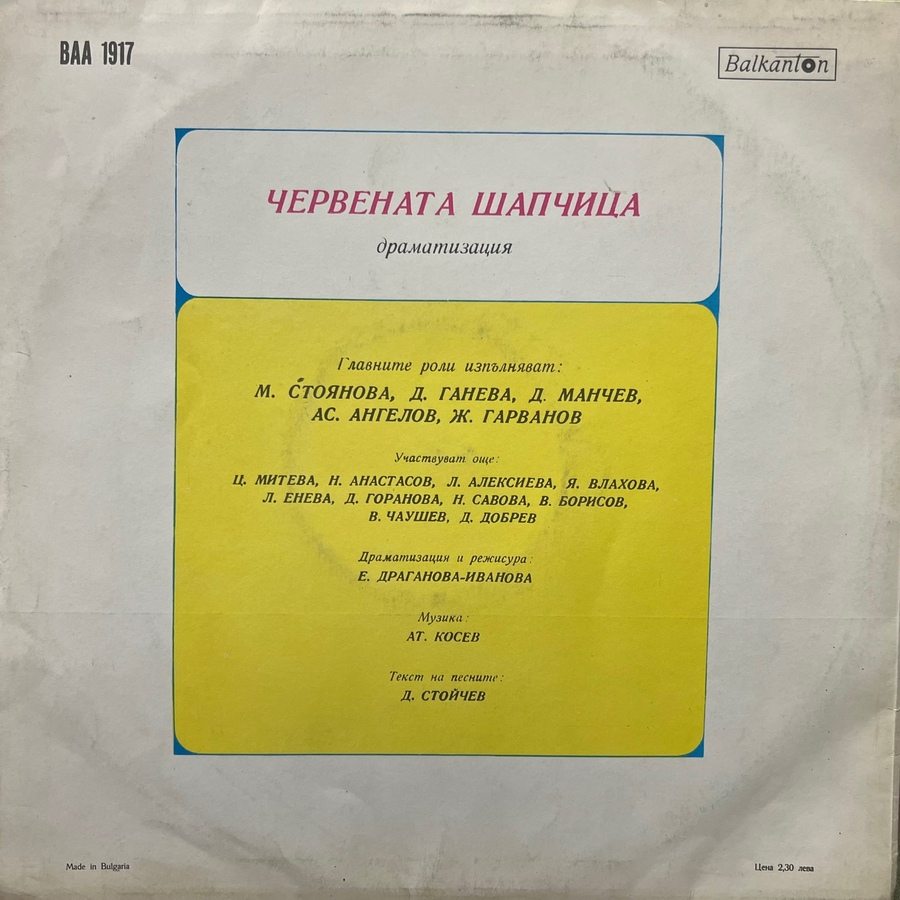 ВАА 1917
Balkanton
ЧЕРВЕНАТА ШАПЧИЦА
драматизация
Главните роли изпълняват:
М. СТОЯНОВА, Д. ГАНЕВА, Д. МАНЧЕВ,
АС. АНГЕЛОВ, Ж. ГАРВАНОВ
Участвуват още:
Ц. МИТЕВА, Н. АНАСТАСОВ, Л. АЛЕКСИЕВА, Я. ВЛАХОВА,
Л. ЕНЕВА, Д. ГОРАНОВА, Н. САВОВА, В. БОРИСОВ,
В. ЧАУШЕВ, Д. ДОБРЕВ
Драматизация и режисура:
Е. ДРАГАНОВА-ИВАНОВА
Музика:
АТ. КОСЕВ
Текст на песните:
Д. СТОЙЧЕВ
Made in Bulgaria
Цена 2,30 лева